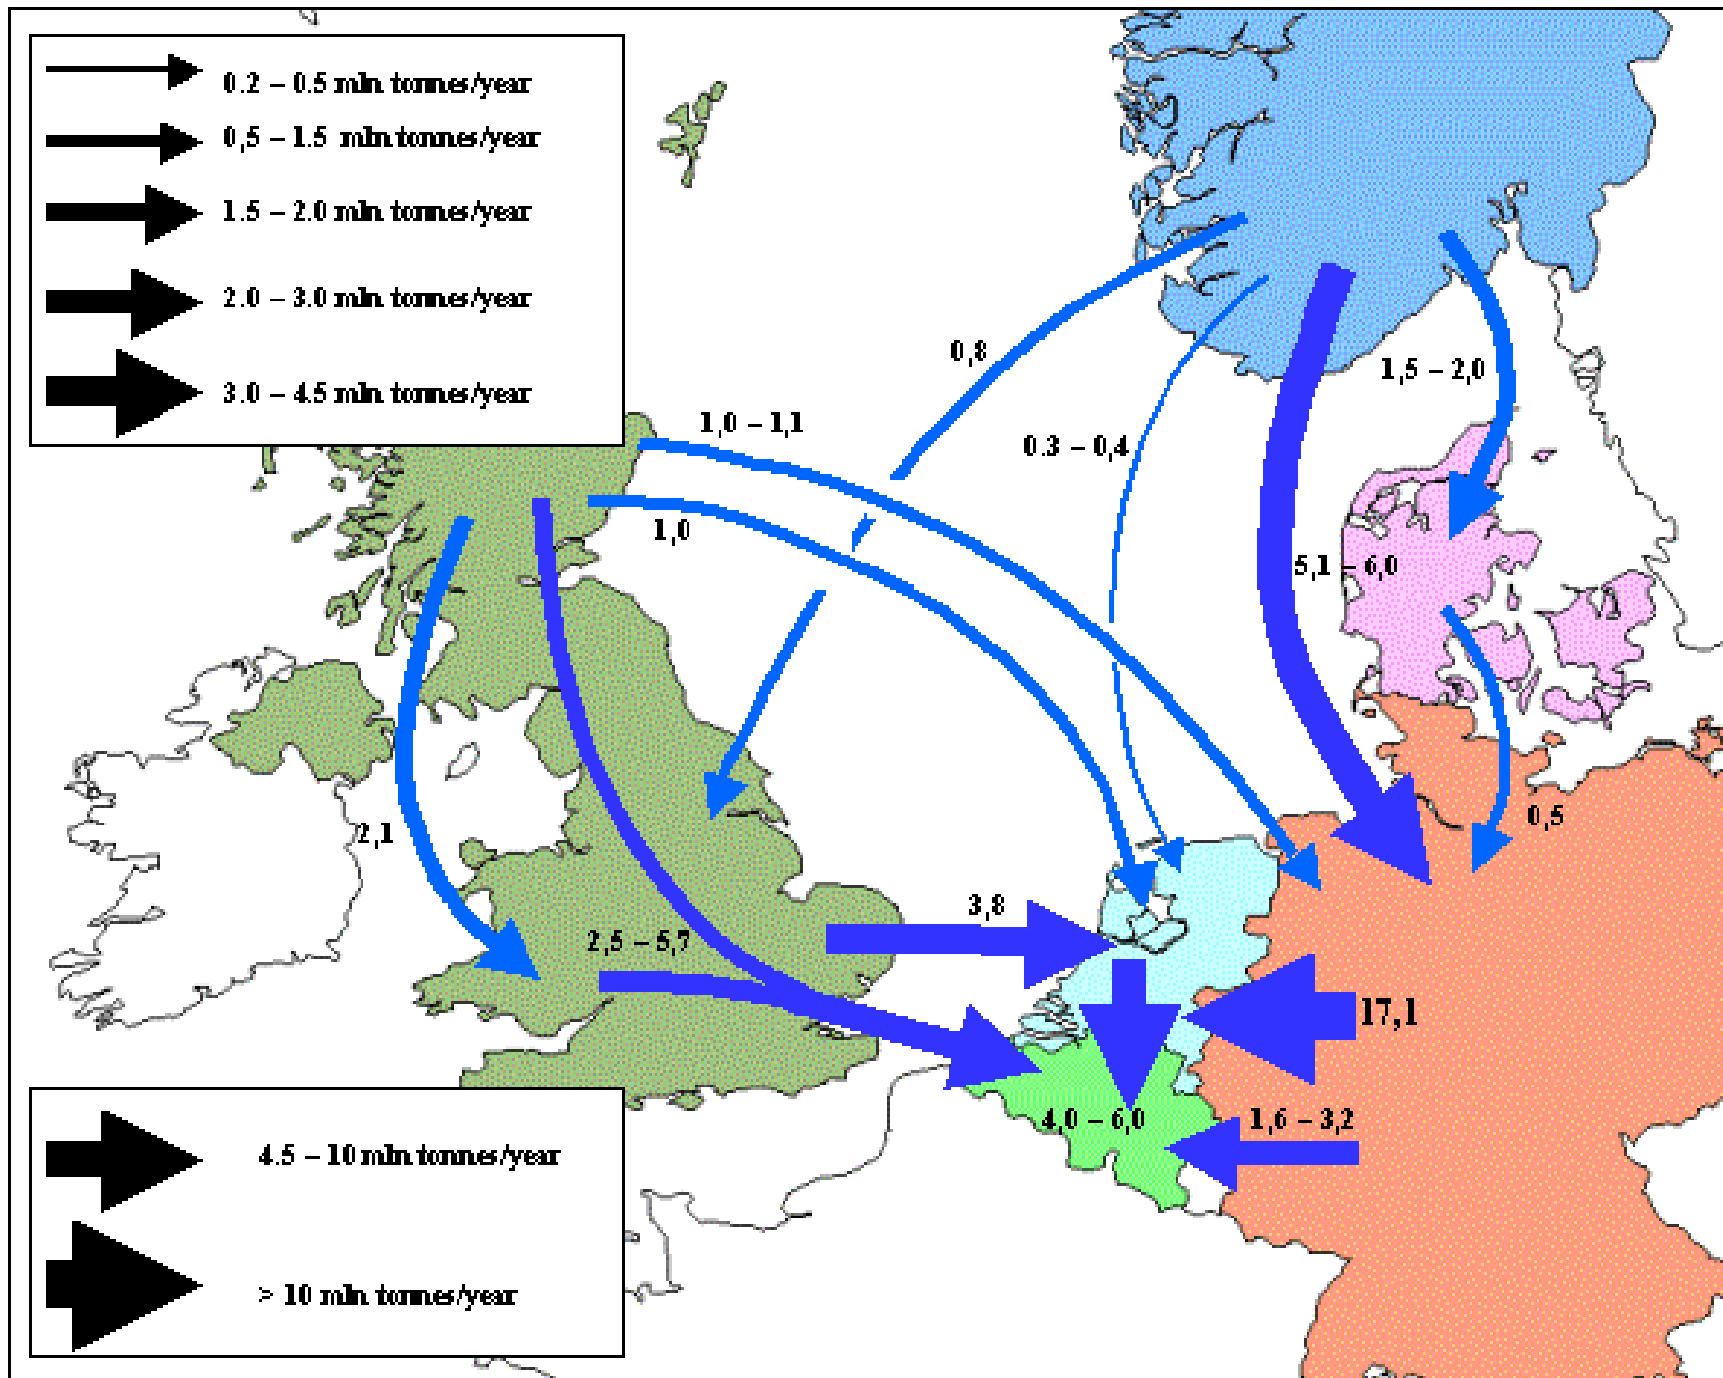 0.2 – 0.5 mln tonnes/year
0,5 – 1.5 mln tonnes/year
1.5 – 2.0 mln tonnes/year
2.0 – 3.0 mln tonnes/year
3.0 – 4.5 mln tonnes/year
0,8
1,5 – 2,0
1,0 – 1,1
0.3 – 0,4
1,0
5,1 – 6,0
0,5
2,1
3,8
2,5 – 5,7
17,1
4,0 – 6,0
1,6 – 3,2
4.5 – 10 mln tonnes/year
> 10 mln tonnes/year